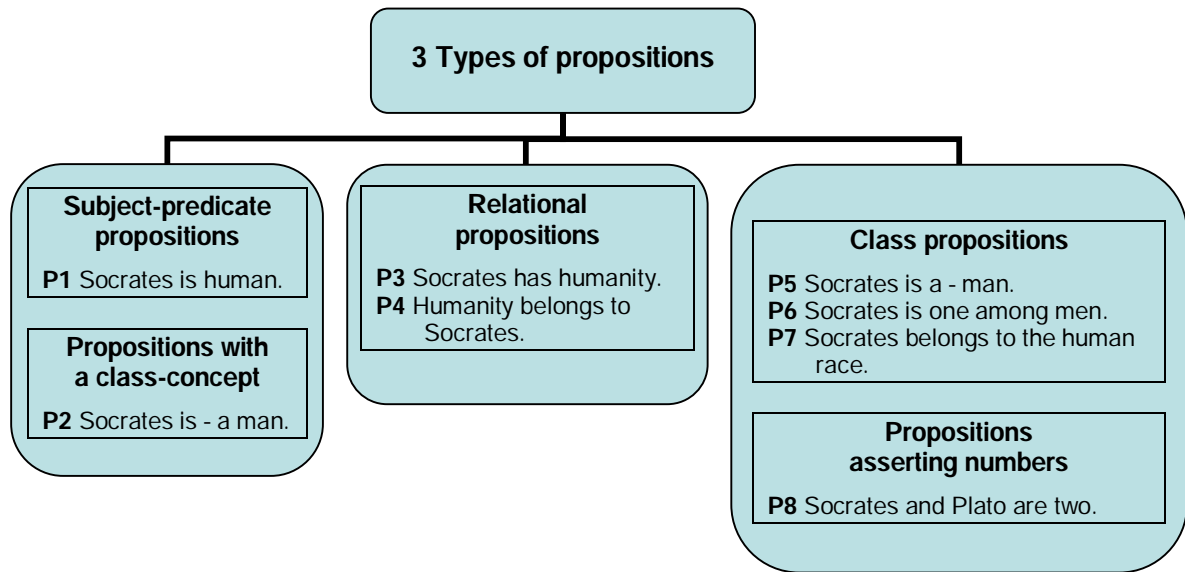 3 Types of propositions
Subject-predicate
propositions
P1 Socrates is human.
Propositions with
a class-concept
P2 Socrates is - a man.
Relational
propositions
P3 Socrates has humanity.
P4 Humanity belongs to
Socrates.
Class propositions
P5 Socrates is a - man.
P6 Socrates is one among men.
P7 Socrates belongs to the human
race.
Propositions
asserting numbers
P8 Socrates and Plato are two.